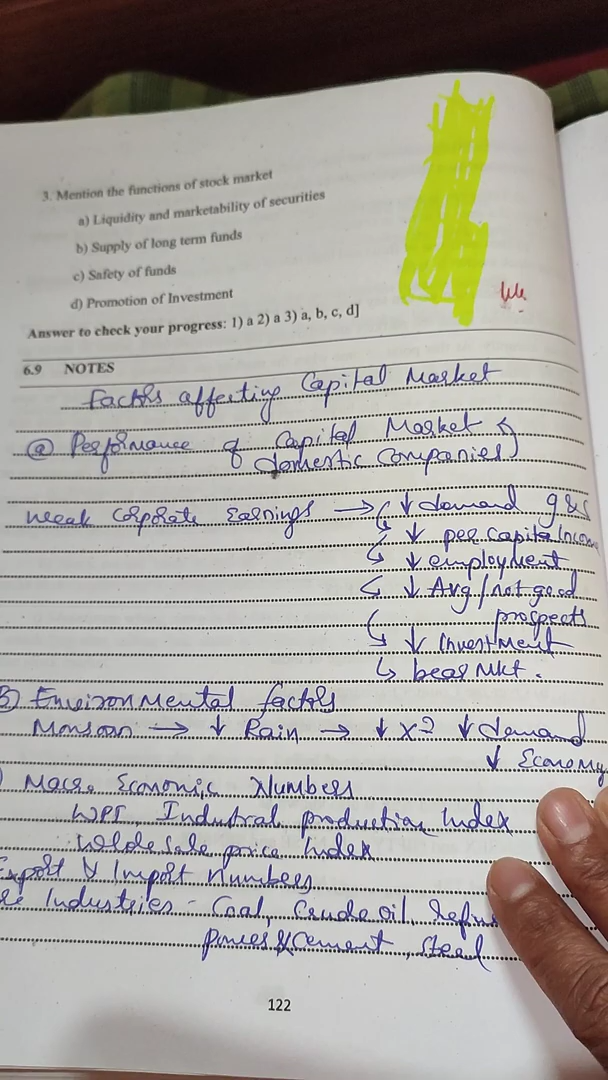 3. Mention the functions of stock market
a) Liquidity and marketability of securities
b) Supply of long term funds
c) Safety of funds
d) Promotion of Investment
Answer to check your progress: 1) a 2) a 3) a, b, c, d]
6.9 NOTES
Factors affecting Capital Market
ⓐ Performance of Capital Market
domestic companies)
Weak Corporate Earnings → ↓ demand g&s
↓ per capita Incom
↓ employment
↓ Avg/not good
prospects
↓ Investment
↳ bear Mkt.
B) Environmental factors
Monsoon → ↓ Rain → ↓ ↓ demand
↓ Economy
) Macro Economic Numbers
WPI, Industral production Index
Wholesale price Index
Export & Import Numbers
Industries - Coal, Crude oil, Refin
Power & Cement, Steel
122